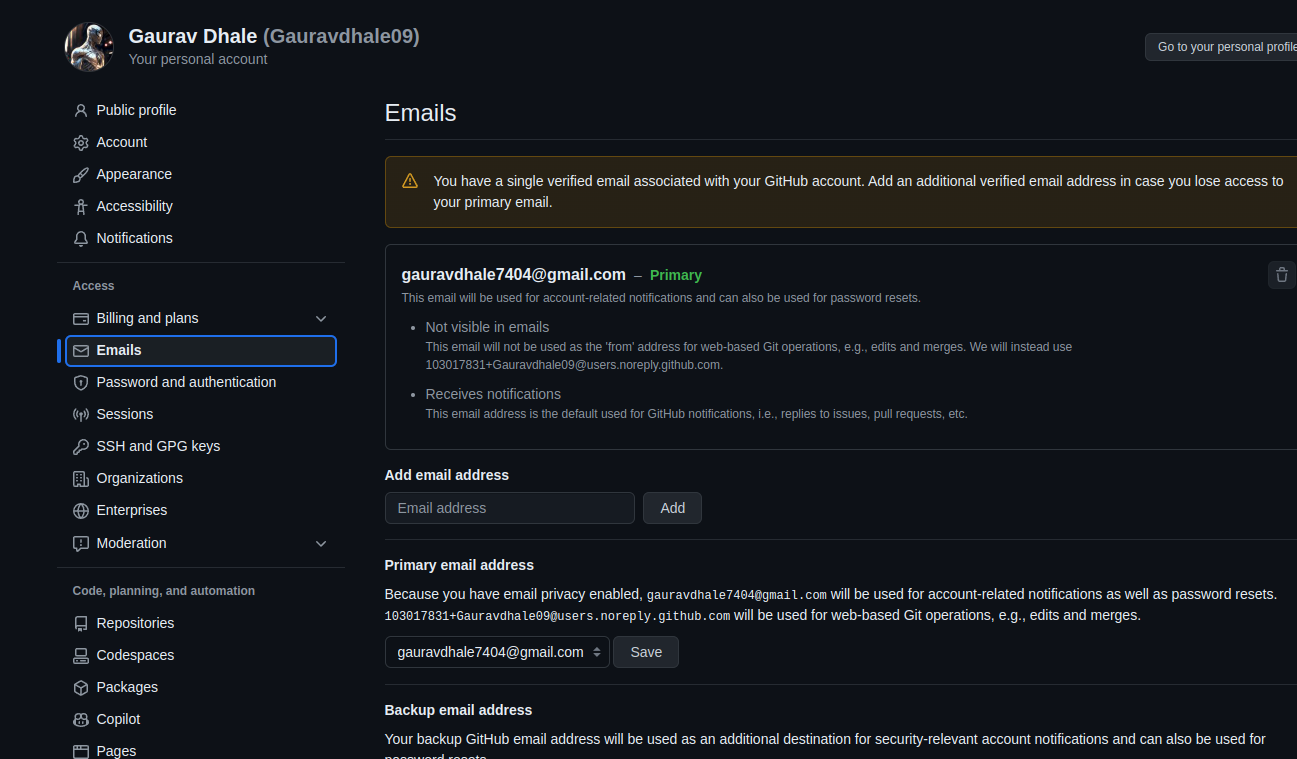 Gaurav Dhale (Gauravdhale09)
Your personal account
Go to your personal profile
Public profile
Account
Appearance
Accessibility
Notifications
Access
Billing and plans
Emails
Password and authentication
Sessions
SSH and GPG keys
Organizations
Enterprises
Moderation
Code, planning, and automation
Repositories
Codespaces
Packages
Copilot
Pages
Emails
You have a single verified email associated with your GitHub account. Add an additional verified email address in case you lose access to
your primary email.
gauravdhale7404@gmail.com – Primary
This email will be used for account-related notifications and can also be used for password resets.
• Not visible in emails
This email will not be used as the 'from' address for web-based Git operations, e.g., edits and merges. We will instead use
103017831+Gauravdhale09@users.noreply.github.com.
• Receives notifications
This email address is the default used for GitHub notifications, i.e., replies to issues, pull requests, etc.
Add email address
Email address
Add
Primary email address
Because you have email privacy enabled, gauravdhale7404@gmail.com will be used for account-related notifications as well as password resets.
103017831+Gauravdhale09@users.noreply.github.com will be used for web-based Git operations, e.g., edits and merges.
gauravdhale7404@gmail.com
Save
Backup email address
Your backup GitHub email address will be used as an additional destination for security-relevant account notifications and can also be used for
password resets.